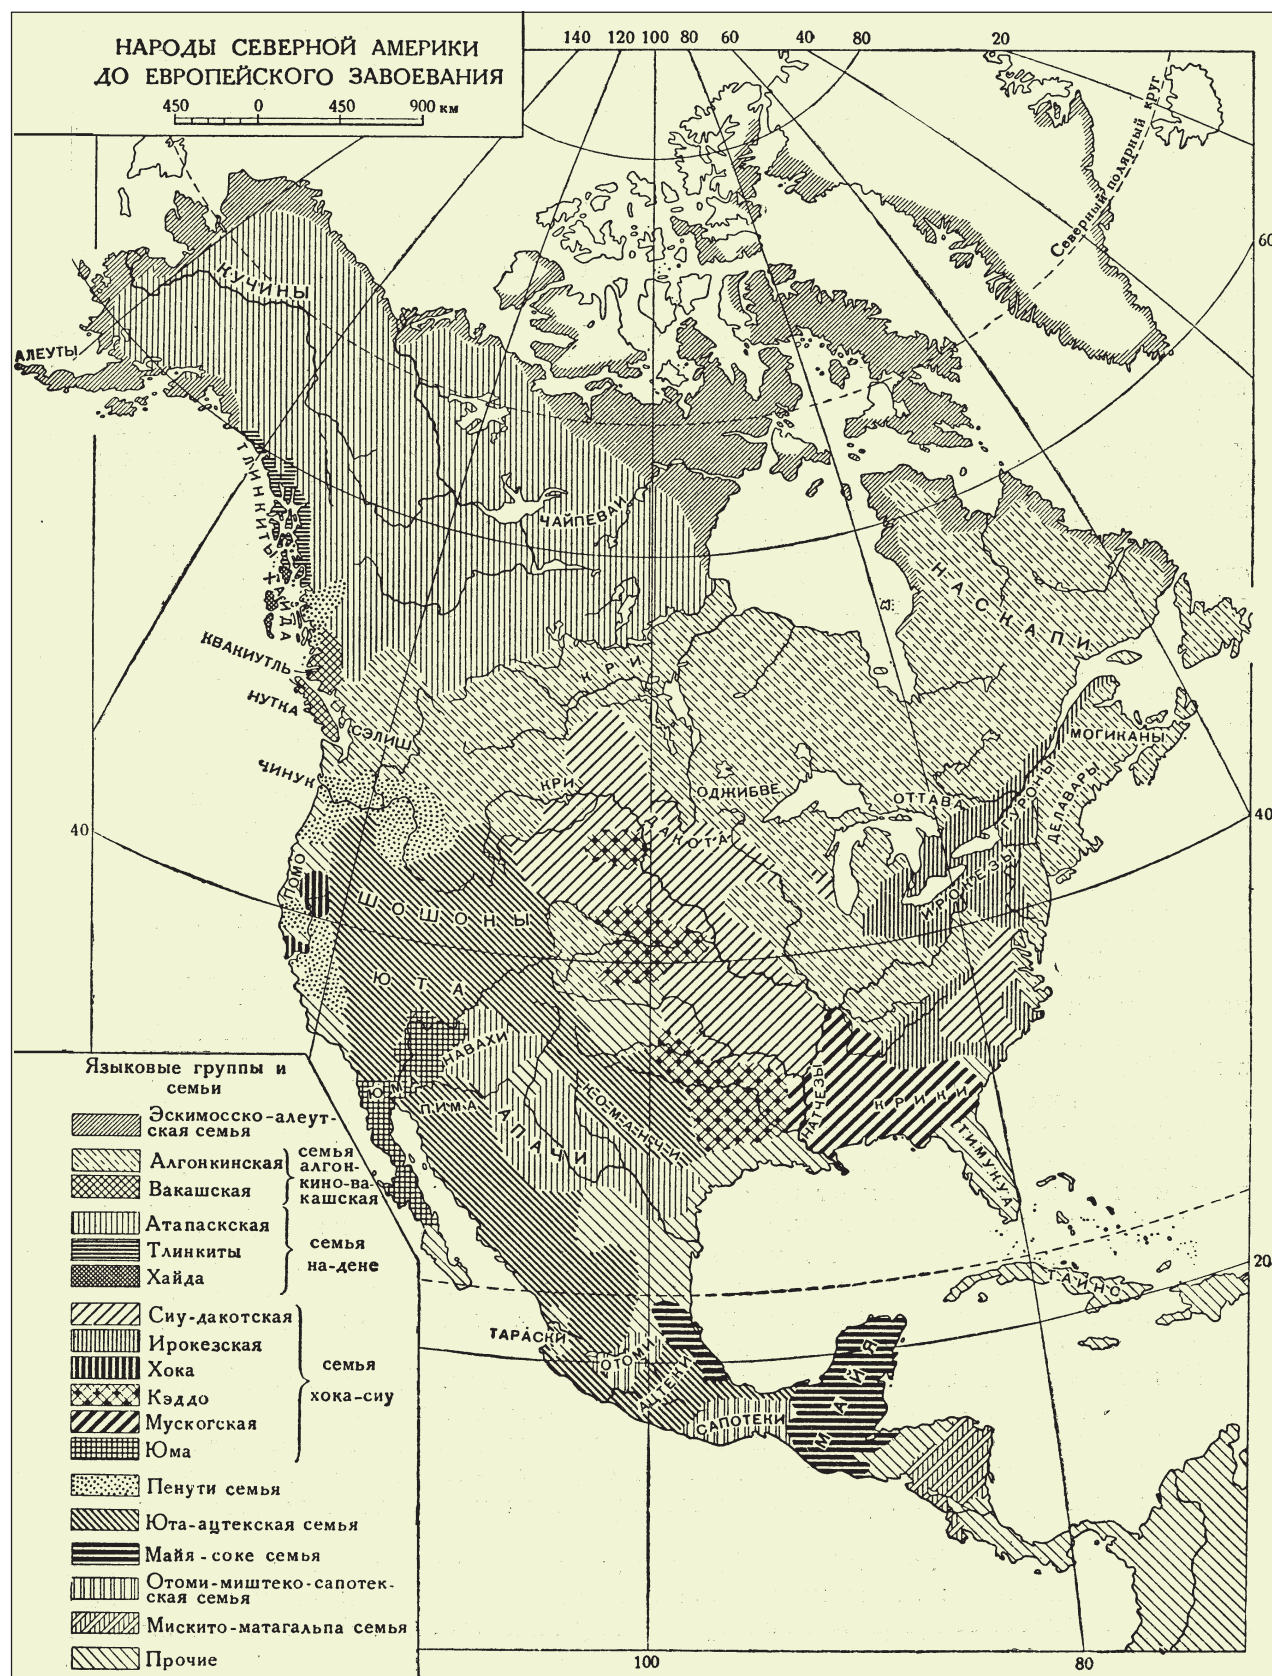 НАРОДЫ СЕВЕРНОЙ АМЕРИКИ
ДО ЕВРОПЕЙСКОГО ЗАВОЕВАНИЯ
450 0 450 900 км
140 120 100 80 60 40 80 20
Северный полярный круг
60
КУЧИНЫ
АЛЕУТЫ
ТЛИНКИТЫ
ЧАЙПЕВАИ
ХАЙДА
НАСКАПИ
КВАКИУТЛЬ
КРИ
НУТКА
СЭЛИШ
МОГИКАНЫ
ЧИНУК
КРИ
ОДЖИБВЕ
ОТТАВА
ДЕЛАВАРЫ
40
40
ДАКОТА
ПОМО
ИРОКЕЗЫ
ШОШОНЫ
ЮТА
НАВАХИ
ЮМА
ПИМА
АПАЧИ
КОМАНЧИ
НАТЧЕЗЫ
КРИКИ
ТИМУКУА
20
ТАИНО
ТАРАСКИ
ОТОМИ
АЦТЕКИ
САПОТЕКИ
МАЙЯ
100 80
Языковые группы и
семьи
Эскимосско-алеут-
ская семья
Алгонкинская
Вакашская
семья
алгон-
кино-ва-
кашская
Атапаскская
Тлинкиты
Хайда
семья
на-дене
Сиу-дакотская
Ирокезская
Хока
Кэддо
Мускогская
Юма
семья
хока-сиу
Пенути семья
Юта-ацтекская семья
Майя-соке семья
Отоми-миштеко-сапотек-
ская семья
Мискито-матагальпа семья
Прочие